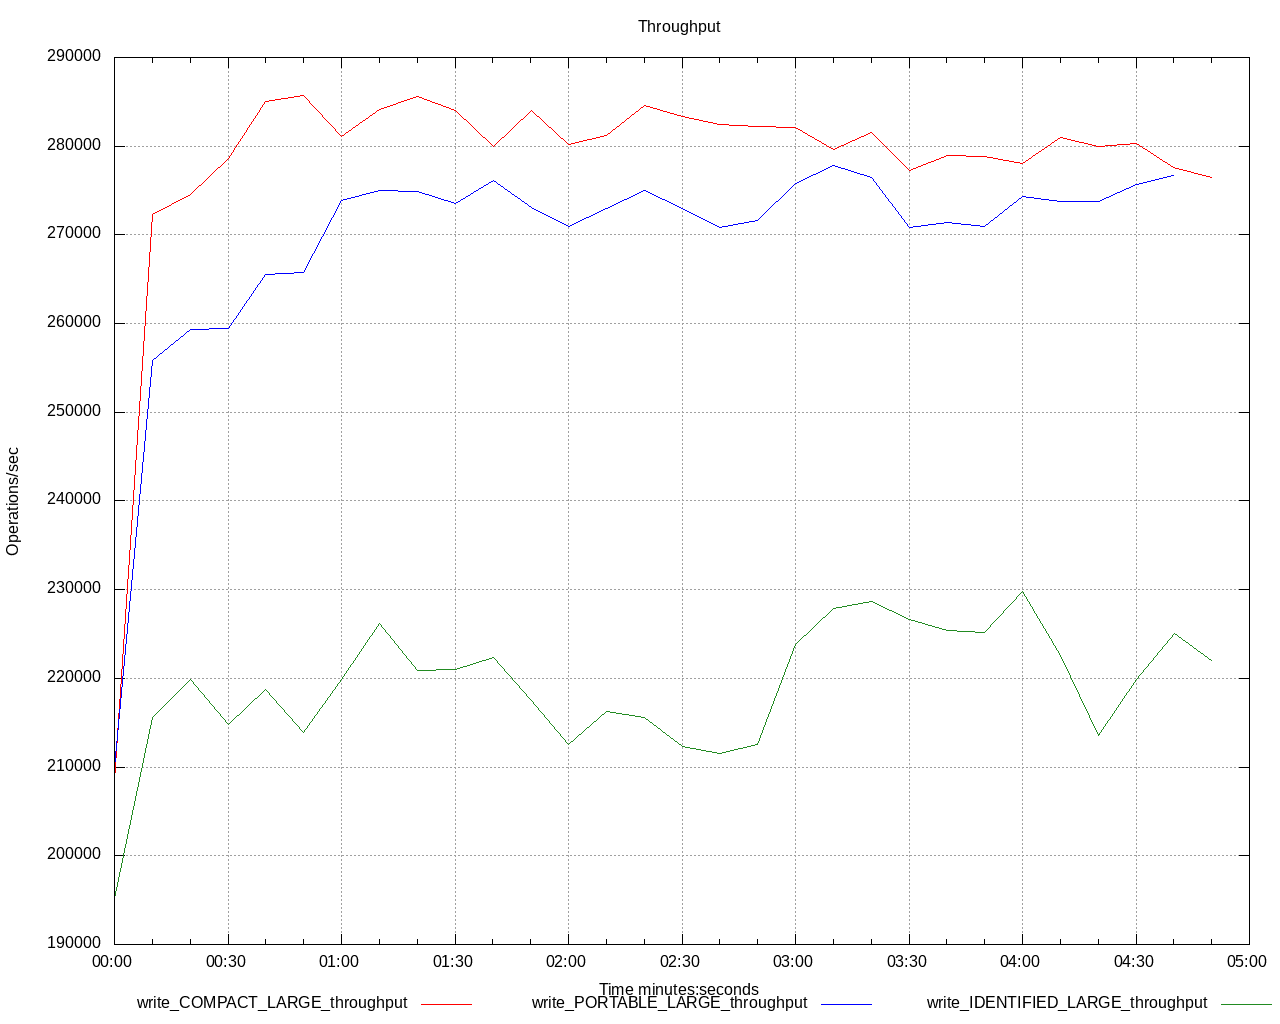 Throughput
290000
280000
270000
260000
250000
240000
230000
220000
210000
200000
190000
Operations/sec
00:00 00:30 01:00 01:30 02:00 02:30 03:00 03:30 04:00 04:30 05:00
Time minutes:seconds
write_COMPACT_LARGE_throughput write_PORTABLE_LARGE_throughput write_IDENTIFIED_LARGE_throughput